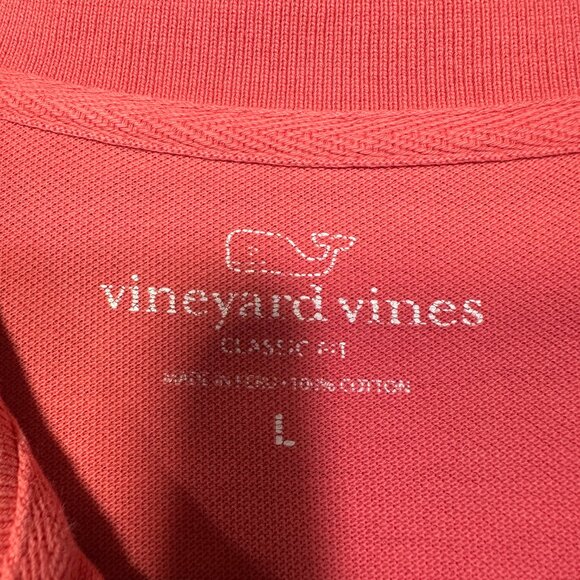 vineyard vines
CLASSIC FIT
MADE IN PERU • 100% COTTON
L